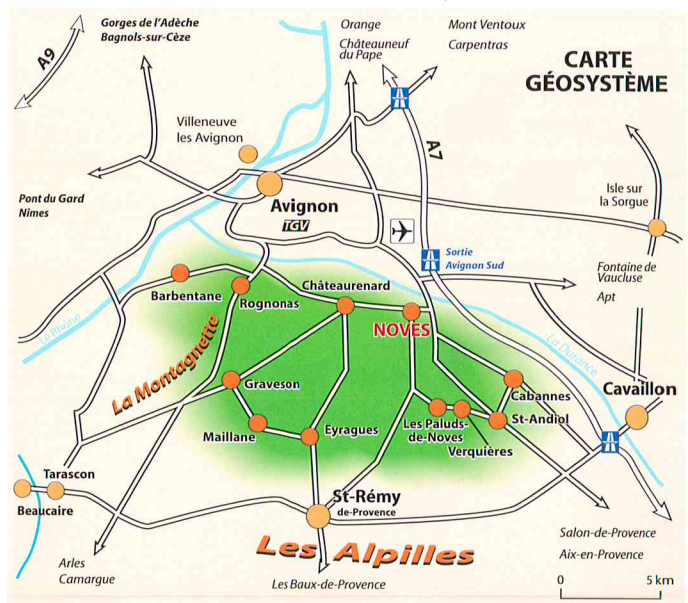 Gorges de l'Adèche
Bagnols-sur-Cèze
Orange
Châteauneuf
du Pape
Mont Ventoux
Carpentras
A9
CARTE
GÉOSYSTÈME
Villeneuve
les Avignon
A7
Pont du Gard
Nîmes
Avignon
TGV
Isle sur
la Sorgue
Sortie
Avignon Sud
Fontaine de
Vaucluse
Apt
Barbentane
Rognonas
Châteaurenard
NOVES
Le Rhône
La Durance
La Montagnette
Graveson
Cabannes
Cavaillon
Maillane
Eyragues
Les Paluds-
de-Noves
St-Andiol
Verquières
Tarascon
Beaucaire
St-Rémy
de-Provence
Les Alpilles
Salon-de-Provence
Aix-en-Provence
Arles
Camargue
Les Baux-de-Provence
0 5 km